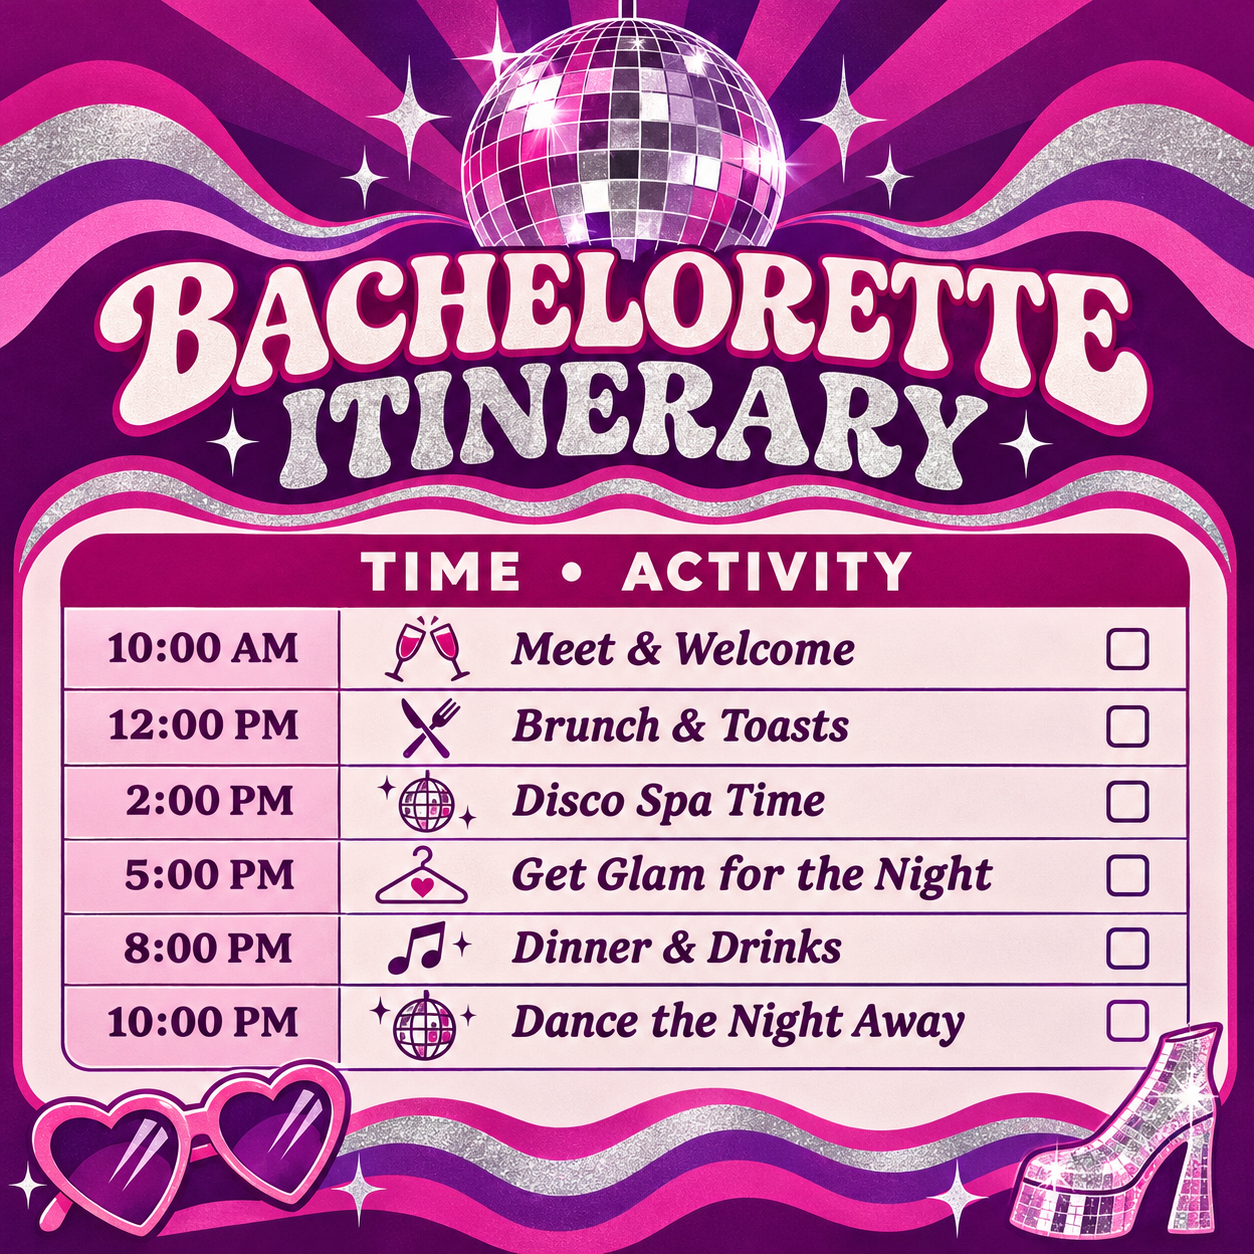 BACHELORETTE
ITINERARY
TIME • ACTIVITY
10:00 AM Meet & Welcome
12:00 PM Brunch & Toasts
2:00 PM Disco Spa Time
5:00 PM Get Glam for the Night
8:00 PM Dinner & Drinks
10:00 PM Dance the Night Away